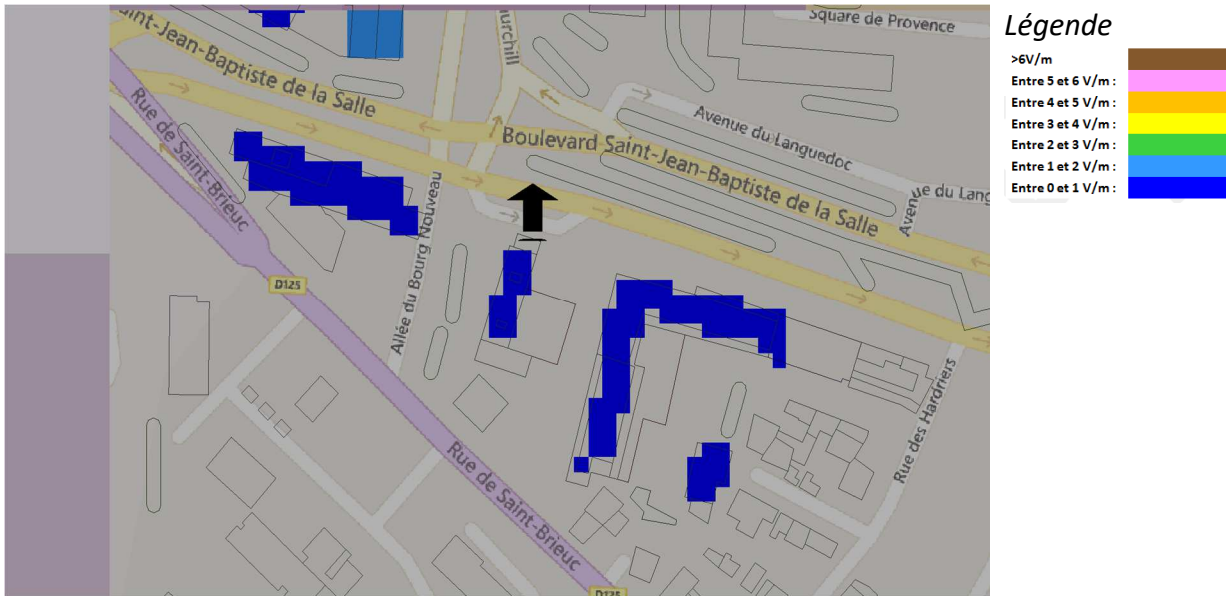 Square de Provence
Légende
>6V/m
Entre 5 et 6 V/m :
Entre 4 et 5 V/m :
Entre 3 et 4 V/m :
Entre 2 et 3 V/m :
Entre 1 et 2 V/m :
Entre 0 et 1 V/m :
aint-Jean-Baptiste de la Salle
urchill
Rue de Saint-Brieuc
Boulevard Saint-Jean-Baptiste de la Salle
Avenue du Languedoc
ue du Lang
Avenue
Allée du Bourg Nouveau
D125
Rue de Saint-Brieuc
Rue des Hardriers
D125